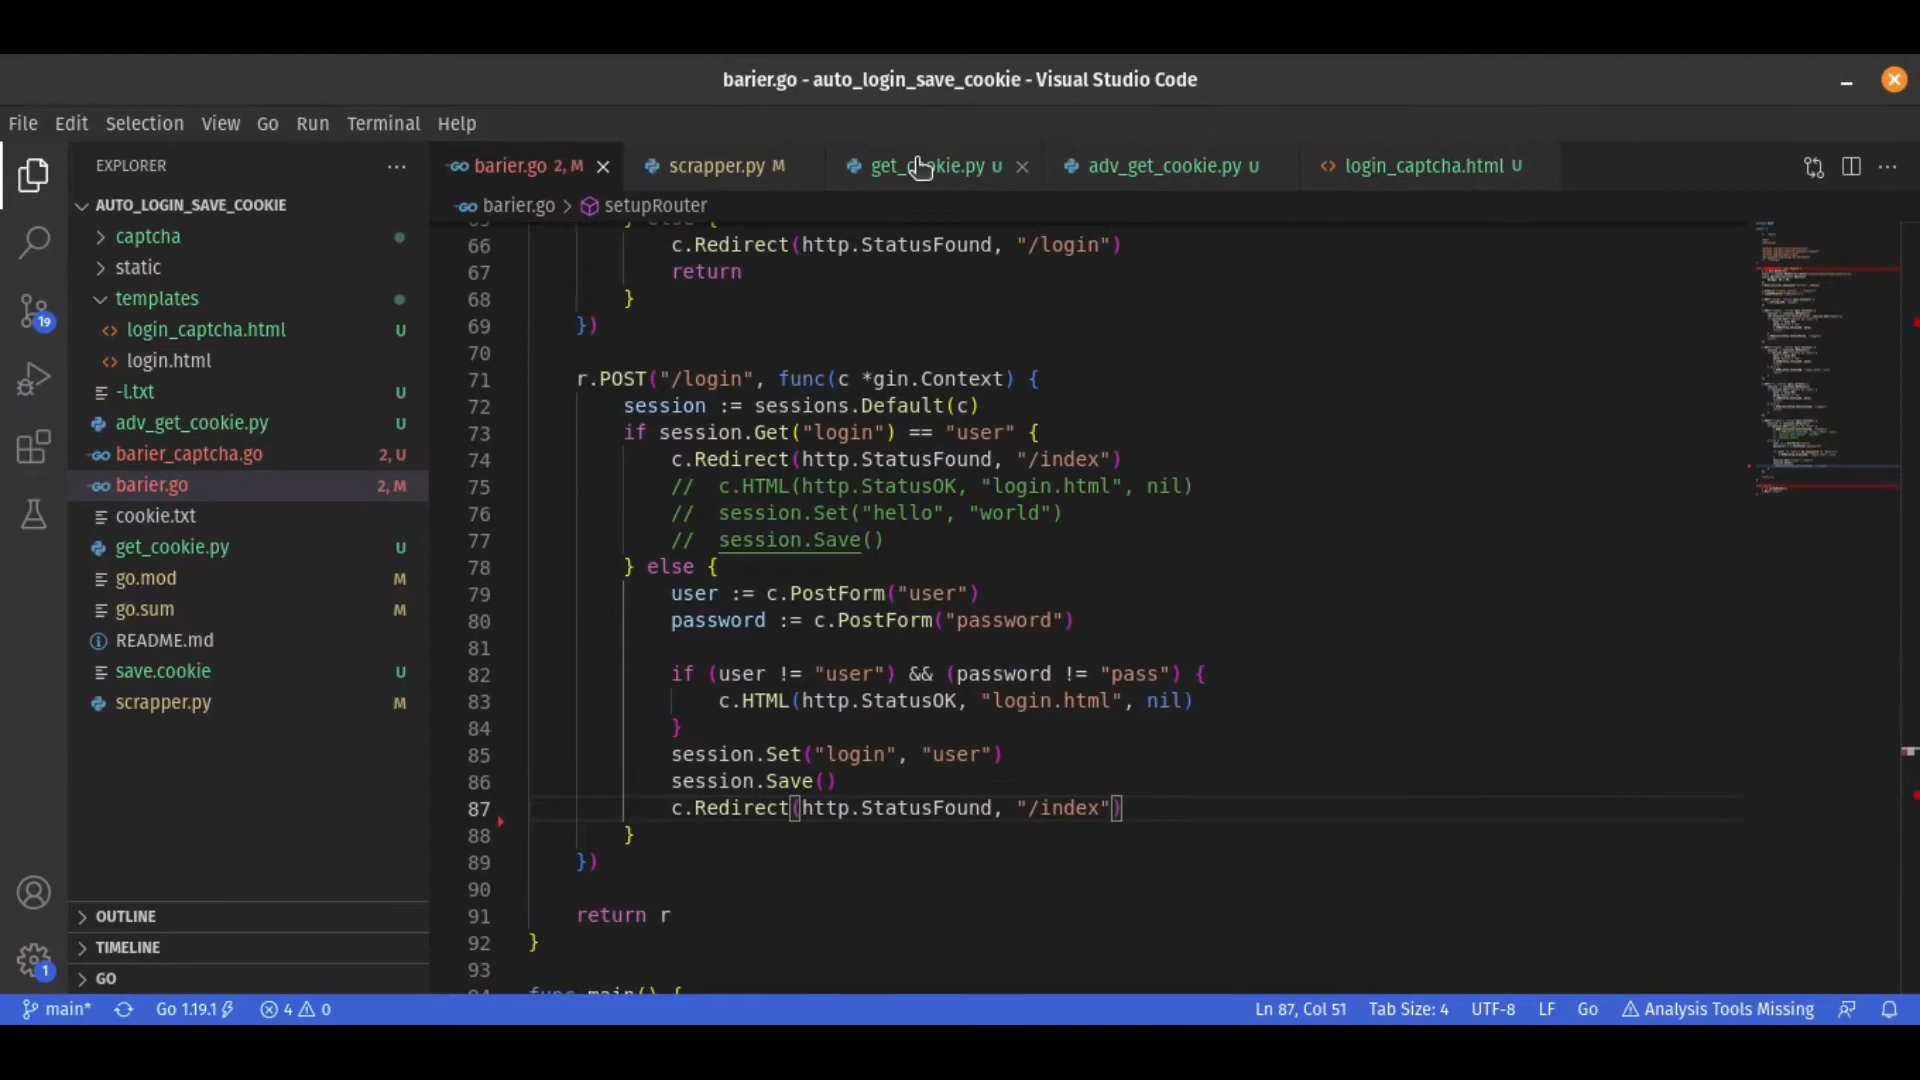 barier.go - auto_login_save_cookie - Visual Studio Code
File Edit Selection View Go Run Terminal Help
EXPLORER
AUTO_LOGIN_SAVE_COOKIE
captcha
static
templates
login_captcha.html U
login.html
-l.txt U
adv_get_cookie.py U
barier_captcha.go 2, U
barier.go 2, M
cookie.txt
get_cookie.py U
go.mod M
go.sum M
README.md
save.cookie U
scrapper.py M
OUTLINE
TIMELINE
GO
barier.go 2, M scrapper.py M get_cookie.py U adv_get_cookie.py U login_captcha.html U
barier.go > setupRouter
66 c.Redirect(http.StatusFound, "/login")
67 return
68 }
69 })
70
71 r.POST("/login", func(c *gin.Context) {
72 session := sessions.Default(c)
73 if session.Get("login") == "user" {
74 c.Redirect(http.StatusFound, "/index")
75 // c.HTML(http.StatusOK, "login.html", nil)
76 // session.Set("hello", "world")
77 // session.Save()
78 } else {
79 user := c.PostForm("user")
80 password := c.PostForm("password")
81
82 if (user != "user") && (password != "pass") {
83 c.HTML(http.StatusOK, "login.html", nil)
84 }
85 session.Set("login", "user")
86 session.Save()
87 c.Redirect(http.StatusFound, "/index")
88 }
89 })
90
91 return r
92 }
93
19
1
main* Go 1.19.1 4 0 Ln 87, Col 51 Tab Size: 4 UTF-8 LF Go Analysis Tools Missing